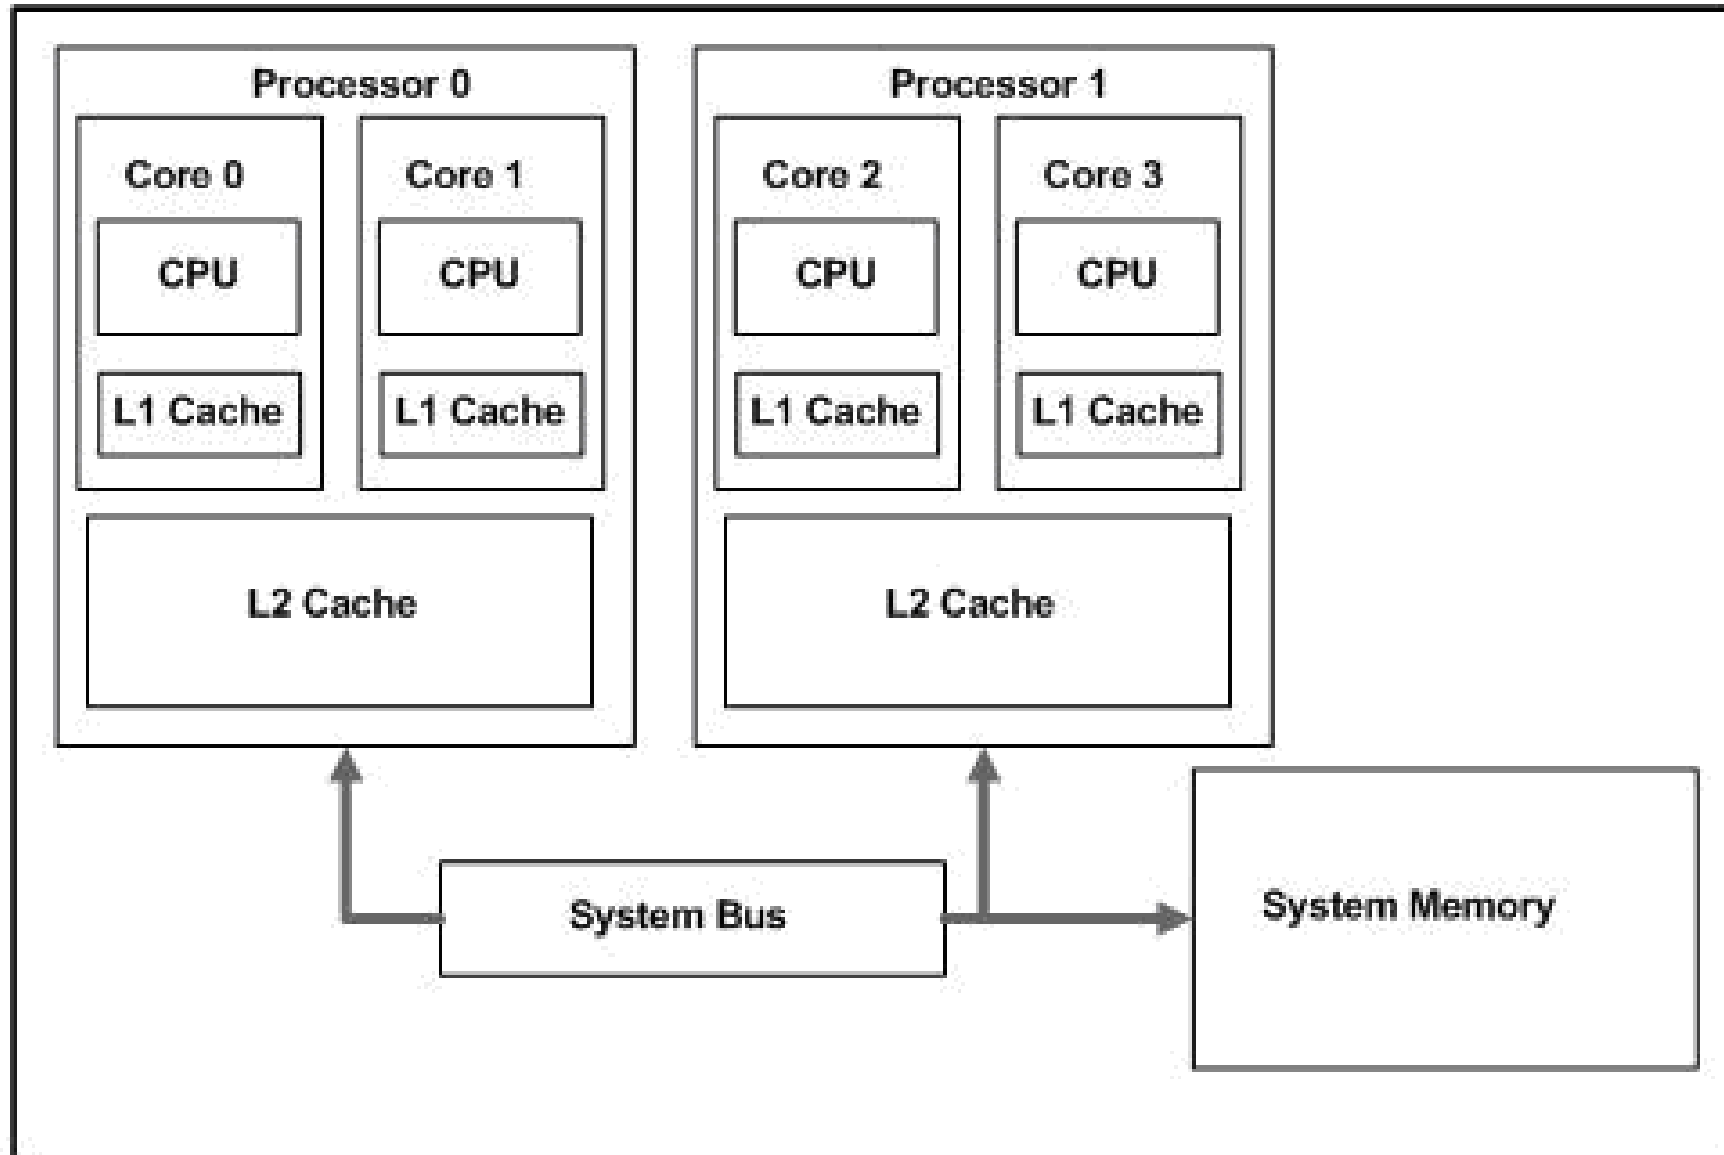 Processor 0
Core 0
CPU
L1 Cache
Core 1
CPU
L1 Cache
L2 Cache
Processor 1
Core 2
CPU
L1 Cache
Core 3
CPU
L1 Cache
L2 Cache
System Bus
System Memory